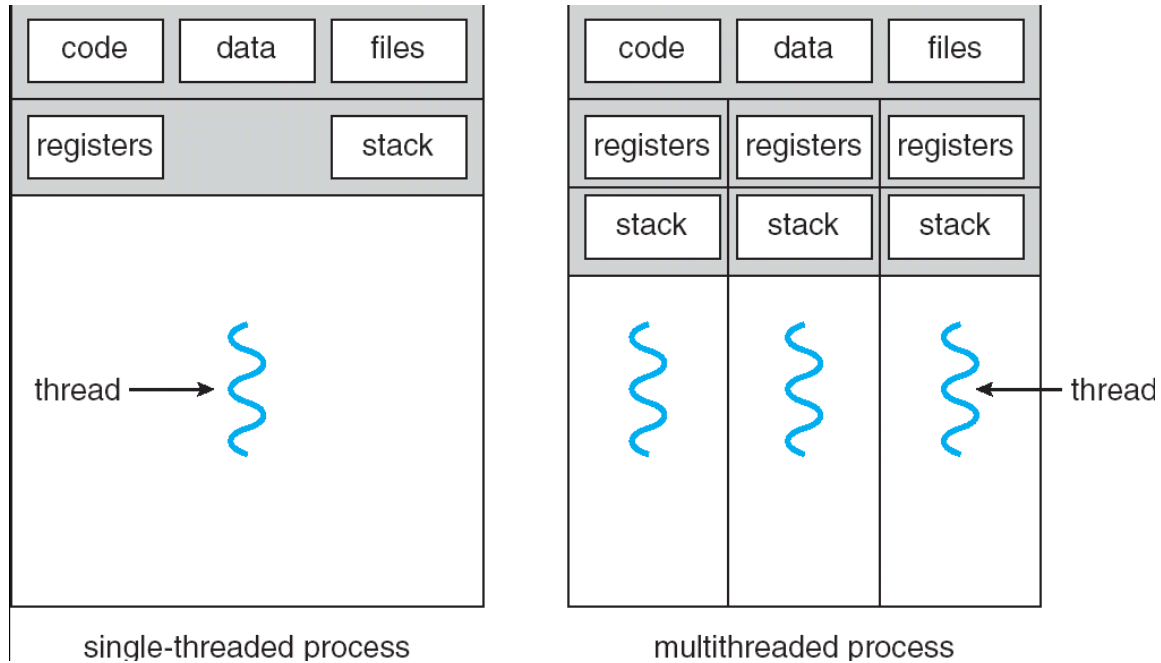 code data files code data files
registers stack registers registers registers
stack stack stack
thread thread
single-threaded process multithreaded process